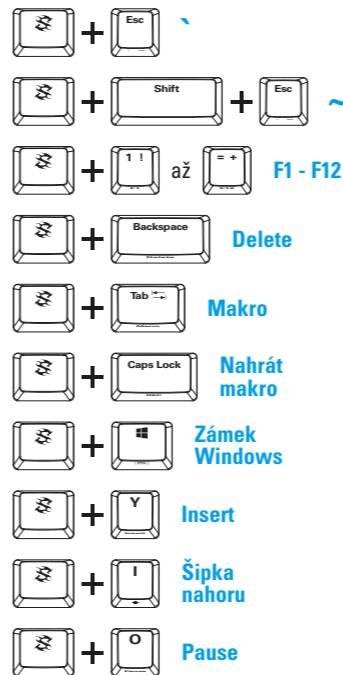 + Esc `
+ Shift + Esc ~
+ 1 ! až = + F1 - F12
+ Backspace Delete
+ Tab Makro
+ Caps Lock Nahrát
makro
+ Zámek
Windows
+ Y Insert
+ I Šipka
nahoru
+ O Pause